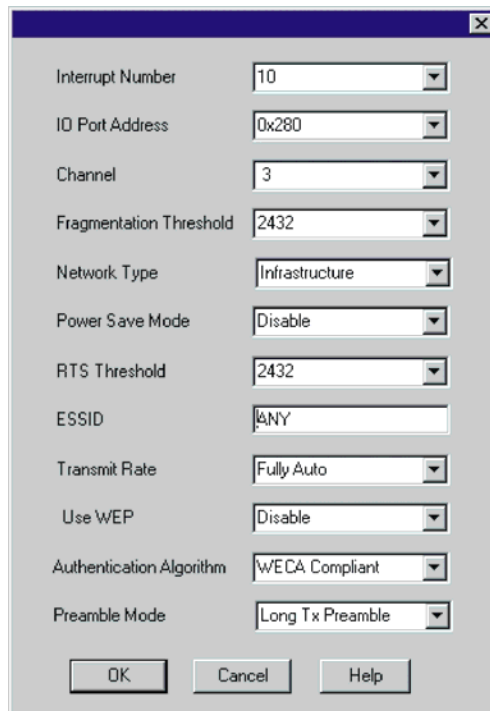 Interrupt Number 10
IO Port Address 0x280
Channel 3
Fragmentation Threshold 2432
Network Type Infrastructure
Power Save Mode Disable
RTS Threshold 2432
ESSID ANY
Transmit Rate Fully Auto
Use WEP Disable
Authentication Algorithm WECA Compliant
Preamble Mode Long Tx Preamble
OK Cancel Help